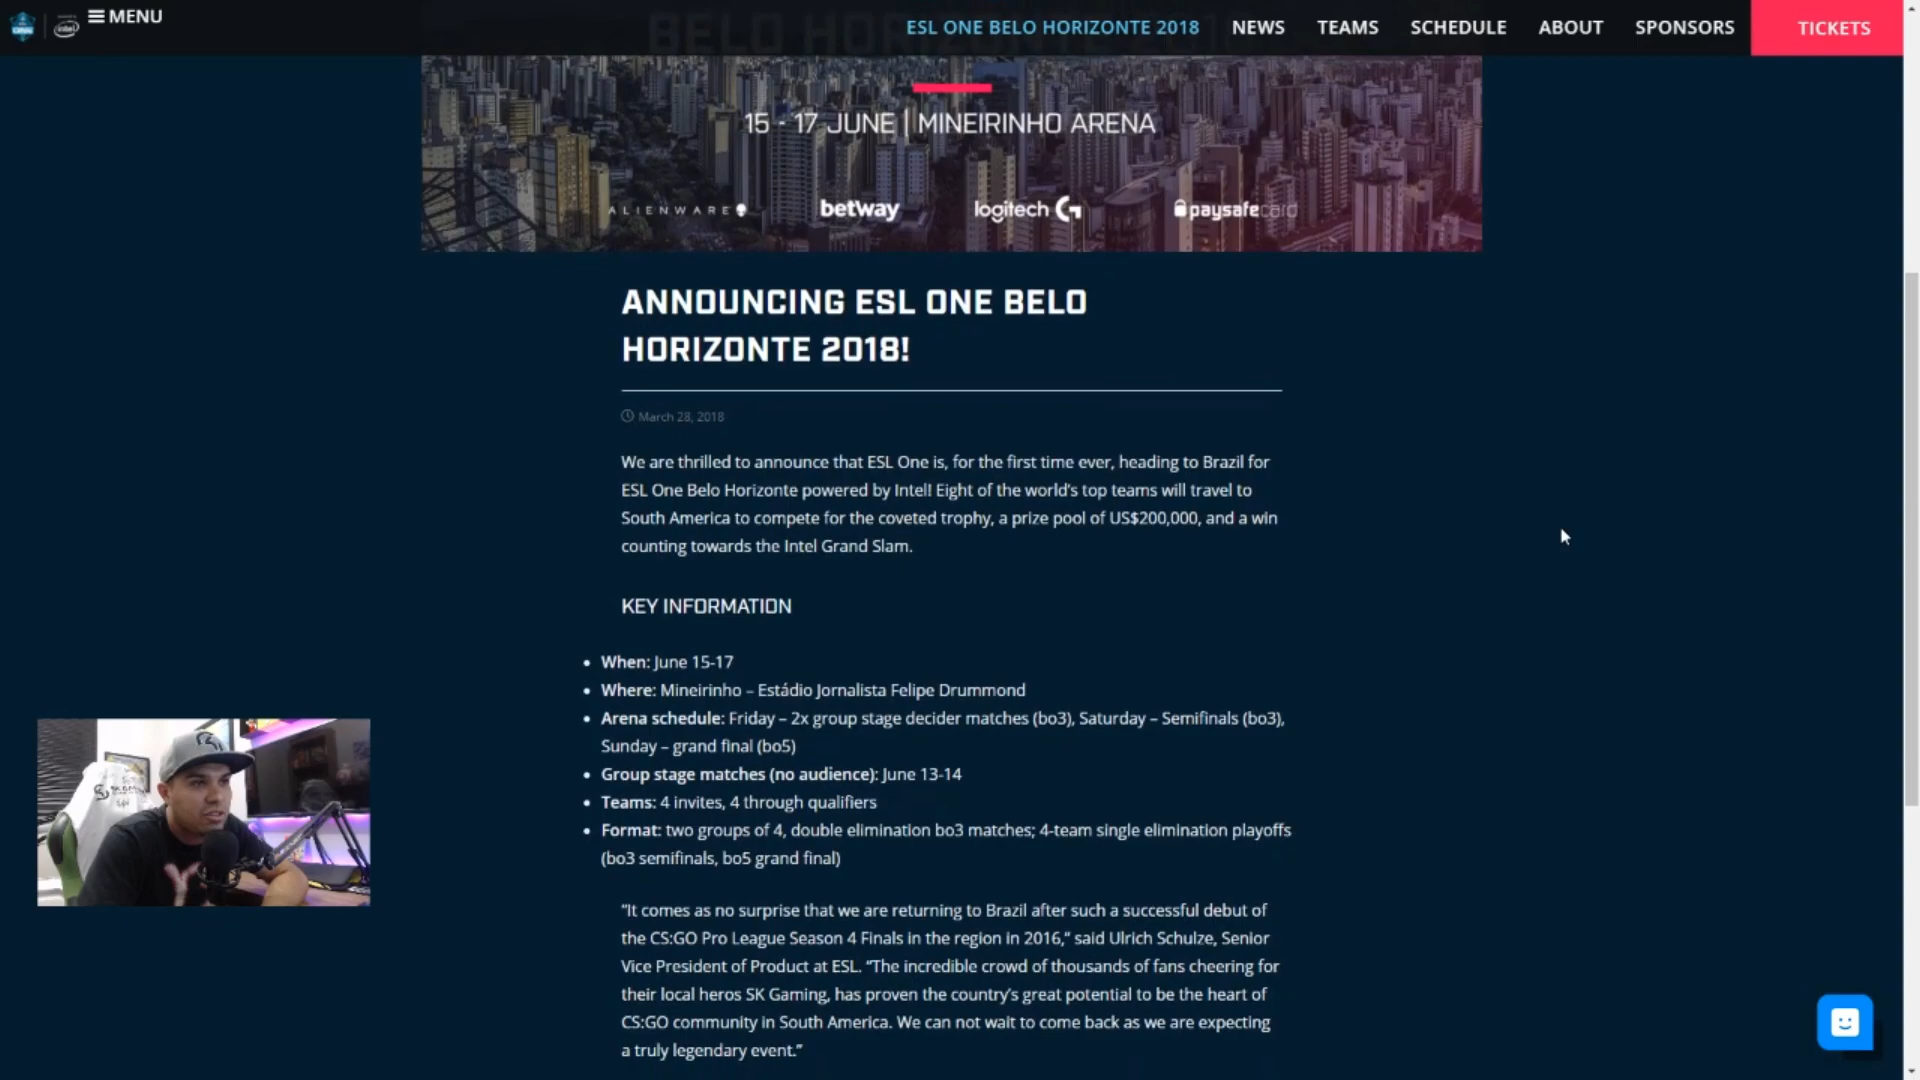 MENU
ESL ONE BELO HORIZONTE 2018 NEWS TEAMS SCHEDULE ABOUT SPONSORS TICKETS
15 - 17 JUNE | MINEIRINHO ARENA
ALIENWARE betway logitech G paysafecard
ANNOUNCING ESL ONE BELO
HORIZONTE 2018!
March 28, 2018
We are thrilled to announce that ESL One is, for the first time ever, heading to Brazil for
ESL One Belo Horizonte powered by Intel! Eight of the world's top teams will travel to
South America to compete for the coveted trophy, a prize pool of US$200,000, and a win
counting towards the Intel Grand Slam.
KEY INFORMATION
• When: June 15-17
• Where: Mineirinho – Estádio Jornalista Felipe Drummond
• Arena schedule: Friday – 2x group stage decider matches (bo3), Saturday – Semifinals (bo3),
Sunday – grand final (bo5)
• Group stage matches (no audience): June 13-14
• Teams: 4 invites, 4 through qualifiers
• Format: two groups of 4, double elimination bo3 matches; 4-team single elimination playoffs
(bo3 semifinals, bo5 grand final)
“It comes as no surprise that we are returning to Brazil after such a successful debut of
the CS:GO Pro League Season 4 Finals in the region in 2016,” said Ulrich Schulze, Senior
Vice President of Product at ESL. “The incredible crowd of thousands of fans cheering for
their local heros SK Gaming, has proven the country's great potential to be the heart of
CS:GO community in South America. We can not wait to come back as we are expecting
a truly legendary event.”